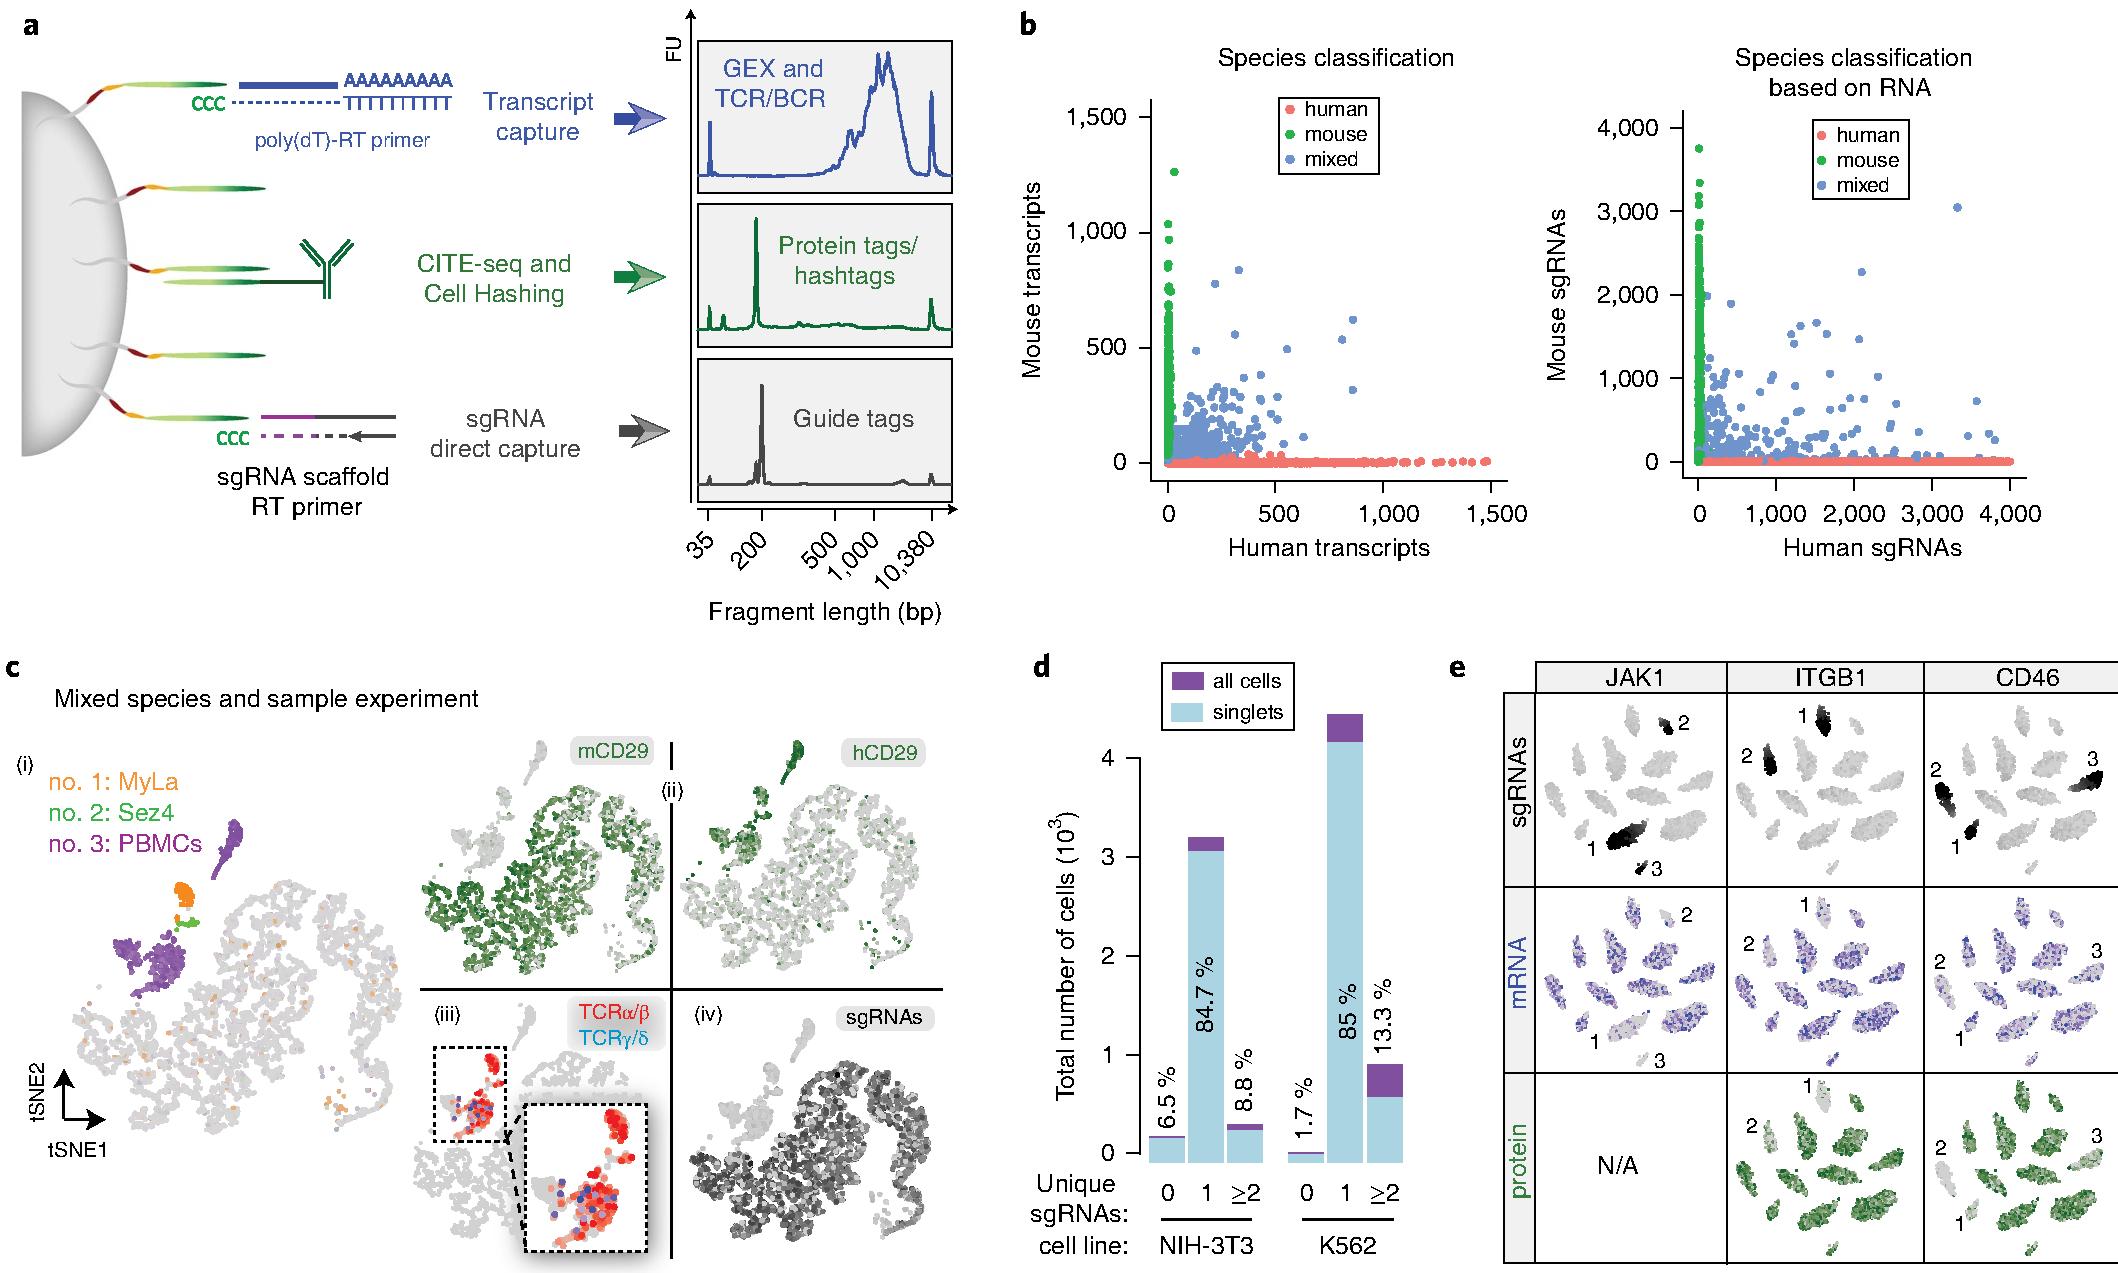 a
AAAAAAAAA
CCC
poly(dT)-RT primer
Transcript
capture
CITE-seq and
Cell Hashing
CCC
sgRNA scaffold
RT primer
sgRNA
direct capture
FU
GEX and
TCR/BCR
Protein tags/
hashtags
Guide tags
35
200
500
1,000
10,380
Fragment length (bp)
b
Species classification
human
mouse
mixed
Mouse transcripts
1,500
1,000
500
0
0
500
1,000
1,500
Human transcripts
Species classification
based on RNA
human
mouse
mixed
Mouse sgRNAs
4,000
3,000
2,000
1,000
0
0
1,000
2,000
3,000
4,000
Human sgRNAs
c
Mixed species and sample experiment
(i)
no. 1: MyLa
no. 2: Sez4
no. 3: PBMCs
tSNE2
tSNE1
mCD29
(ii)
hCD29
(iii)
TCRα/β
TCRγ/δ
(iv)
sgRNAs
d
all cells
singlets
Total number of cells (10³)
4
3
2
1
0
6.5 %
84.7 %
8.8 %
1.7 %
85 %
13.3 %
Unique
sgRNAs:
0 1 ≥2 0 1 ≥2
cell line:
NIH-3T3
K562
e
JAK1
ITGB1
CD46
sgRNAs
2
1
3
1
2
3
2
1
mRNA
2
1
3
1
2
3
2
1
protein
N/A
1
2
3
2
1